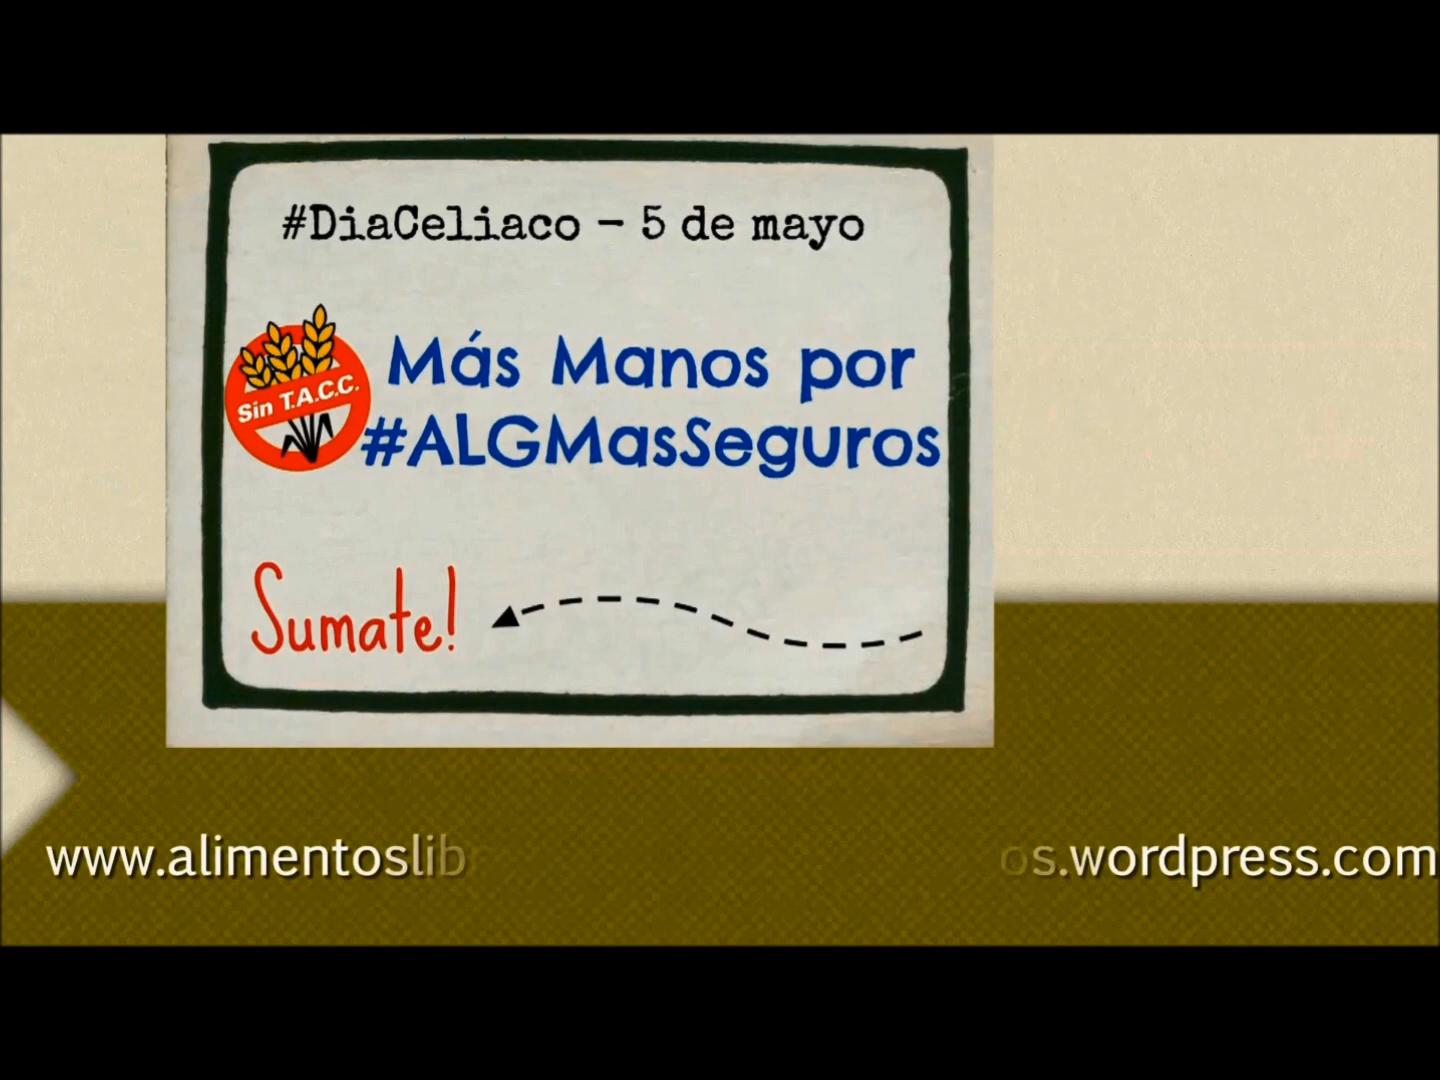 #DiaCeliaco - 5 de mayo
Sin T.A.C.C.
Más Manos por
#ALGMasSeguros
Sumate!
www.alimentoslib os.wordpress.com